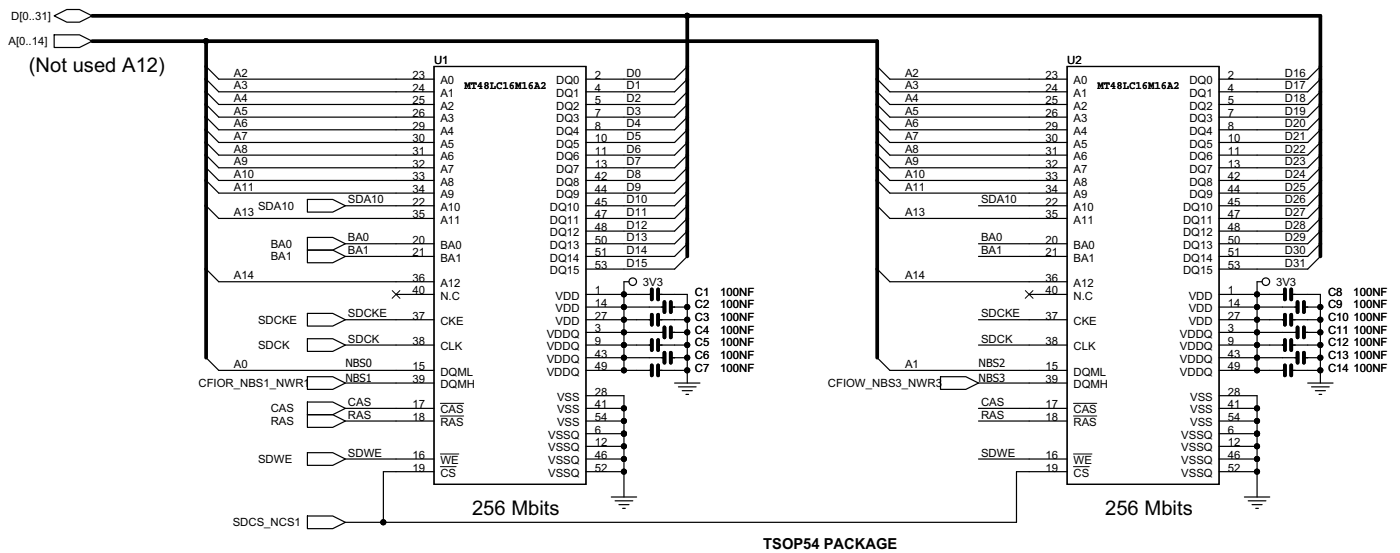 D[0..31]
A[0..14]
(Not used A12)
U1
MT48LC16M16A2
A2 23 A0 DQ0 2 D0
A3 24 A1 DQ1 4 D1
A4 25 A2 DQ2 5 D2
A5 26 A3 DQ3 7 D3
A6 29 A4 DQ4 8 D4
A7 30 A5 DQ5 10 D5
A8 31 A6 DQ6 11 D6
A9 32 A7 DQ7 13 D7
A10 33 A8 DQ8 42 D8
A11 34 A9 DQ9 44 D9
SDA10 SDA10 22 A10 DQ10 45 D10
A13 35 A11 DQ11 47 D11
DQ12 48 D12
BA0 BA0 20 BA0 DQ13 50 D13
BA1 BA1 21 BA1 DQ14 51 D14
DQ15 53 D15
A14 36 A12
3V3
40 N.C VDD 1 C1 100NF
VDD 14 C2 100NF
SDCKE SDCKE 37 CKE VDD 27 C3 100NF
VDDQ 3 C4 100NF
SDCK SDCK 38 CLK VDDQ 9 C5 100NF
VDDQ 43 C6 100NF
A0 NBS0 15 DQML VDDQ 49 C7 100NF
CFIOR_NBS1_NWR1 NBS1 39 DQMH
VSS 28
CAS CAS 17 CAS VSS 41
RAS RAS 18 RAS VSS 54
VSSQ 6
VSSQ 12
SDWE SDWE 16 WE VSSQ 46
19 CS VSSQ 52
256 Mbits
SDCS_NCS1
U2
MT48LC16M16A2
A2 23 A0 DQ0 2 D16
A3 24 A1 DQ1 4 D17
A4 25 A2 DQ2 5 D18
A5 26 A3 DQ3 7 D19
A6 29 A4 DQ4 8 D20
A7 30 A5 DQ5 10 D21
A8 31 A6 DQ6 11 D22
A9 32 A7 DQ7 13 D23
A10 33 A8 DQ8 42 D24
A11 34 A9 DQ9 44 D25
SDA10 22 A10 DQ10 45 D26
A13 35 A11 DQ11 47 D27
DQ12 48 D28
BA0 20 BA0 DQ13 50 D29
BA1 21 BA1 DQ14 51 D30
DQ15 53 D31
A14 36 A12
3V3
40 N.C VDD 1 C8 100NF
VDD 14 C9 100NF
SDCKE 37 CKE VDD 27 C10 100NF
VDDQ 3 C11 100NF
SDCK 38 CLK VDDQ 9 C12 100NF
VDDQ 43 C13 100NF
A1 NBS2 15 DQML VDDQ 49 C14 100NF
CFIOW_NBS3_NWR3 NBS3 39 DQMH
VSS 28
CAS 17 CAS VSS 41
RAS 18 RAS VSS 54
VSSQ 6
VSSQ 12
SDWE 16 WE VSSQ 46
19 CS VSSQ 52
256 Mbits
TSOP54 PACKAGE